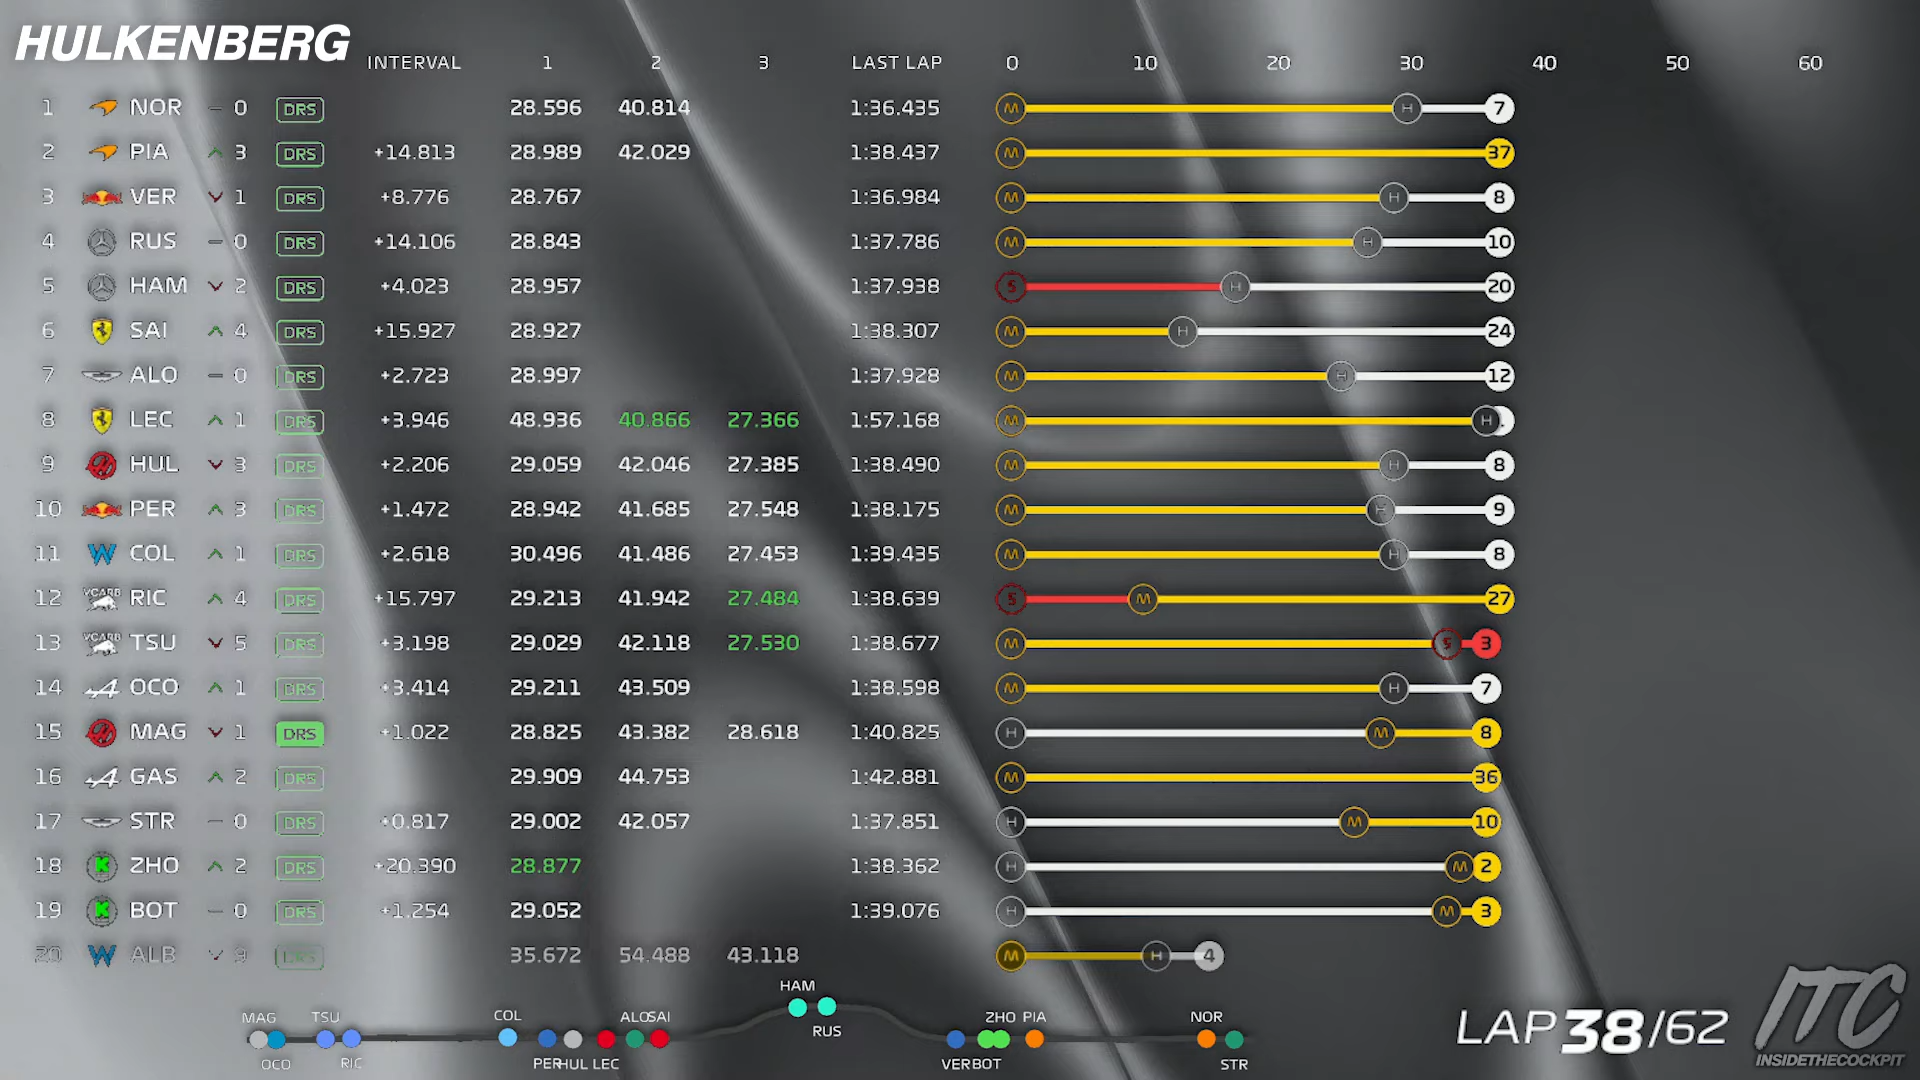 HULKENBERG
INTERVAL 1 2 3 LAST LAP 0 10 20 30 40 50 60
1 NOR 0 DRS 28.596 40.814 1:36.435 M H 7
2 PIA 3 DRS +14.813 28.989 42.029 1:38.437 M 37
3 VER 1 DRS +8.776 28.767 1:36.984 M H 8
4 RUS 0 DRS +14.106 28.843 1:37.786 M H 10
5 HAM 2 DRS +4.023 28.957 1:37.938 S H 20
6 SAI 4 DRS +15.927 28.927 1:38.307 M H 24
7 ALO 0 DRS +2.723 28.997 1:37.928 M H 12
8 LEC 1 DRS +3.946 48.936 40.866 27.366 1:57.168 M H
9 HUL 3 DRS +2.206 29.059 42.046 27.385 1:38.490 M H 8
10 PER 3 DRS +1.472 28.942 41.685 27.548 1:38.175 M H 9
11 COL 1 DRS +2.618 30.496 41.486 27.453 1:39.435 M H 8
12 VCARB RIC 4 DRS +15.797 29.213 41.942 27.484 1:38.639 S M 27
13 VCARB TSU 5 DRS +3.198 29.029 42.118 27.530 1:38.677 M S 3
14 OCO 1 DRS +3.414 29.211 43.509 1:38.598 M H 7
15 MAG 1 DRS +1.022 28.825 43.382 28.618 1:40.825 H M 8
16 GAS 2 DRS 29.909 44.753 1:42.881 M 36
17 STR 0 DRS +0.817 29.002 42.057 1:37.851 H M 10
18 K ZHO 2 DRS +20.390 28.877 1:38.362 H M 2
19 K BOT 0 DRS +1.254 29.052 1:39.076 H M 3
20 W ALB 9 DRS 35.672 54.488 43.118 M H 4
HAM
MAG TSU COL ALO SAI ZHO PIA NOR
RUS
OCO RIC PER HUL LEC VER BOT STR
LAP 38/62
ITC
INSIDETHECOCKPIT